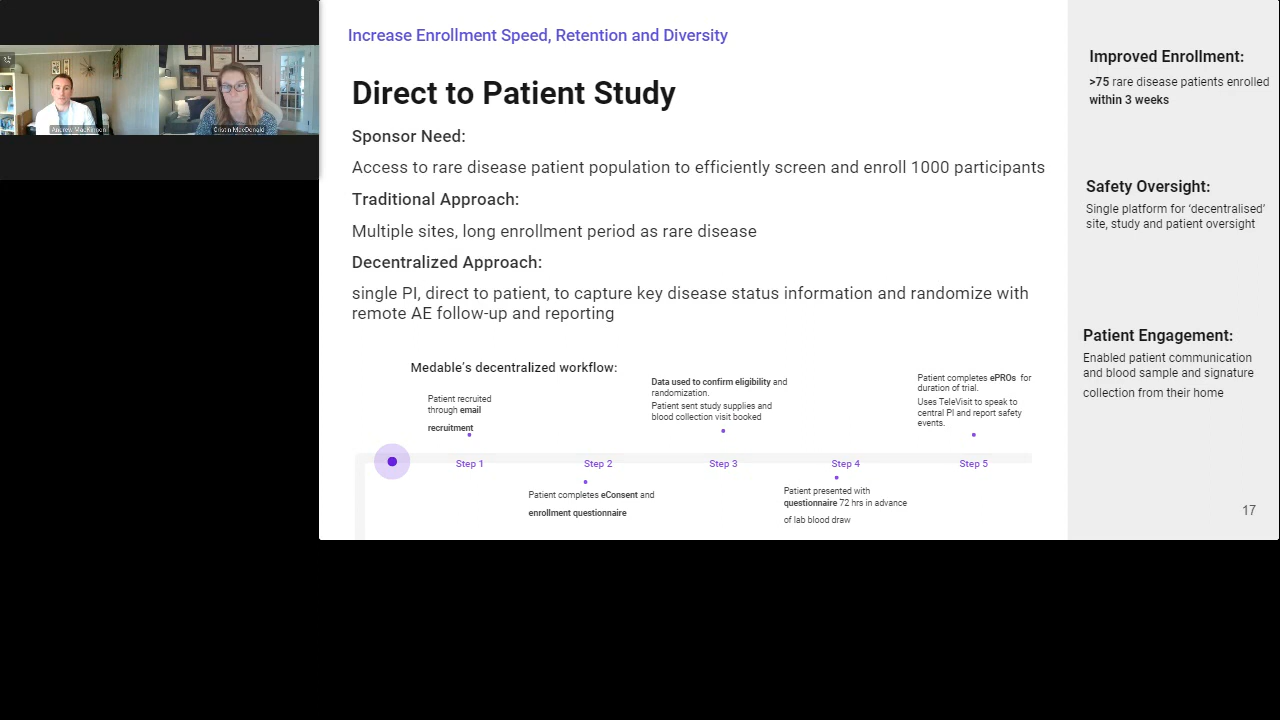 Andrew MacKinnon
Cristin MacDonald
Increase Enrollment Speed, Retention and Diversity
Direct to Patient Study
Sponsor Need:
Access to rare disease patient population to efficiently screen and enroll 1000 participants
Traditional Approach:
Multiple sites, long enrollment period as rare disease
Decentralized Approach:
single PI, direct to patient, to capture key disease status information and randomize with
remote AE follow-up and reporting
Medable's decentralized workflow:
Patient recruited
through email
recruitment
Step 1
Patient completes eConsent and
enrollment questionnaire
Step 2
Data used to confirm eligibility and
randomization.
Patient sent study supplies and
blood collection visit booked
Step 3
Patient presented with
questionnaire 72 hrs in advance
of lab blood draw
Step 4
Patient completes ePROs for
duration of trial.
Uses TeleVisit to speak to
central PI and report safety
events.
Step 5
Improved Enrollment:
>75 rare disease patients enrolled
within 3 weeks
Safety Oversight:
Single platform for ‘decentralised’
site, study and patient oversight
Patient Engagement:
Enabled patient communication
and blood sample and signature
collection from their home
17